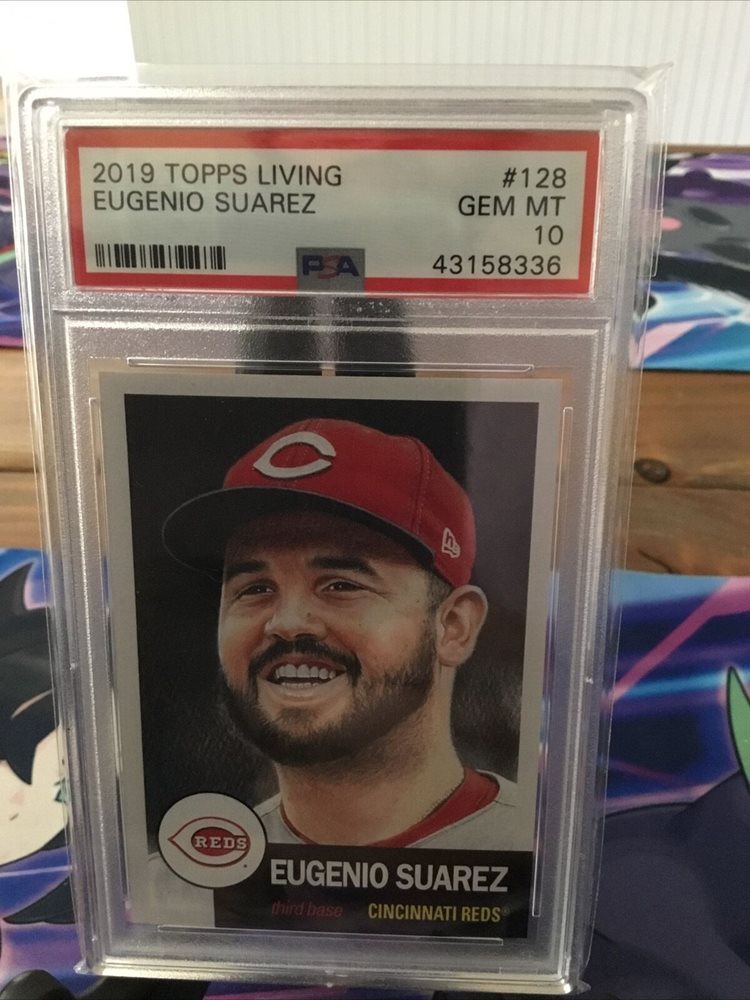 2019 TOPPS LIVING #128
EUGENIO SUAREZ GEM MT
10
PSA 43158336
REDS
EUGENIO SUAREZ
third base CINCINNATI REDS®